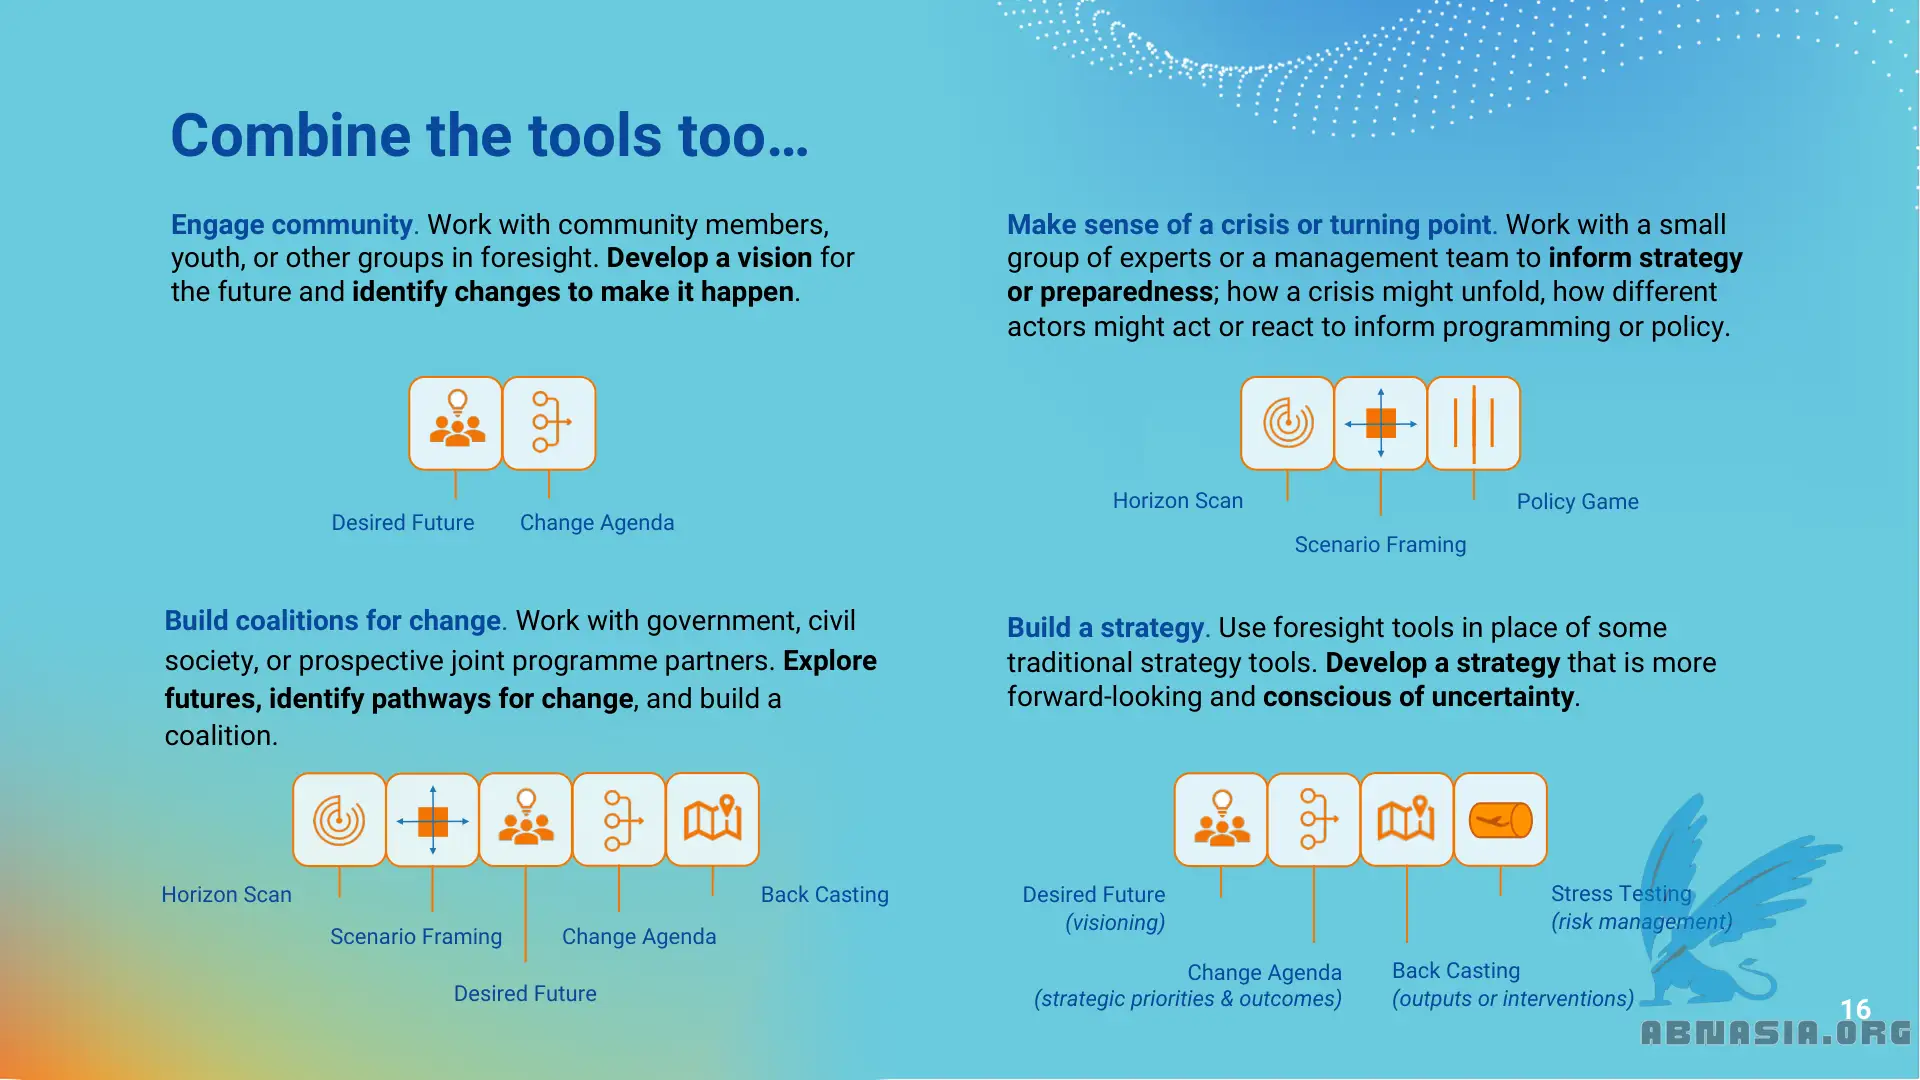 Combine the tools too…
Engage community. Work with community members,
youth, or other groups in foresight. Develop a vision for
the future and identify changes to make it happen.
Desired Future
Change Agenda
Make sense of a crisis or turning point. Work with a small
group of experts or a management team to inform strategy
or preparedness; how a crisis might unfold, how different
actors might act or react to inform programming or policy.
Horizon Scan
Policy Game
Scenario Framing
Build coalitions for change. Work with government, civil
society, or prospective joint programme partners. Explore
futures, identify pathways for change, and build a
coalition.
Horizon Scan
Back Casting
Scenario Framing
Change Agenda
Desired Future
Build a strategy. Use foresight tools in place of some
traditional strategy tools. Develop a strategy that is more
forward-looking and conscious of uncertainty.
Desired Future
(visioning)
Stress Testing
(risk management)
Change Agenda
(strategic priorities & outcomes)
Back Casting
(outputs or interventions)
16
ABNASIA.ORG